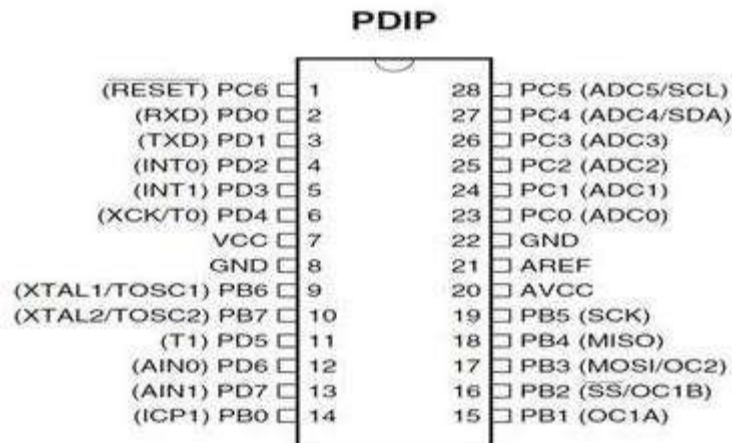 PDIP
(RESET) PC6 1 28 PC5 (ADC5/SCL)
(RXD) PD0 2 27 PC4 (ADC4/SDA)
(TXD) PD1 3 26 PC3 (ADC3)
(INT0) PD2 4 25 PC2 (ADC2)
(INT1) PD3 5 24 PC1 (ADC1)
(XCK/T0) PD4 6 23 PC0 (ADC0)
VCC 7 22 GND
GND 8 21 AREF
(XTAL1/TOSC1) PB6 9 20 AVCC
(XTAL2/TOSC2) PB7 10 19 PB5 (SCK)
(T1) PD5 11 18 PB4 (MISO)
(AIN0) PD6 12 17 PB3 (MOSI/OC2)
(AIN1) PD7 13 16 PB2 (SS/OC1B)
(ICP1) PB0 14 15 PB1 (OC1A)